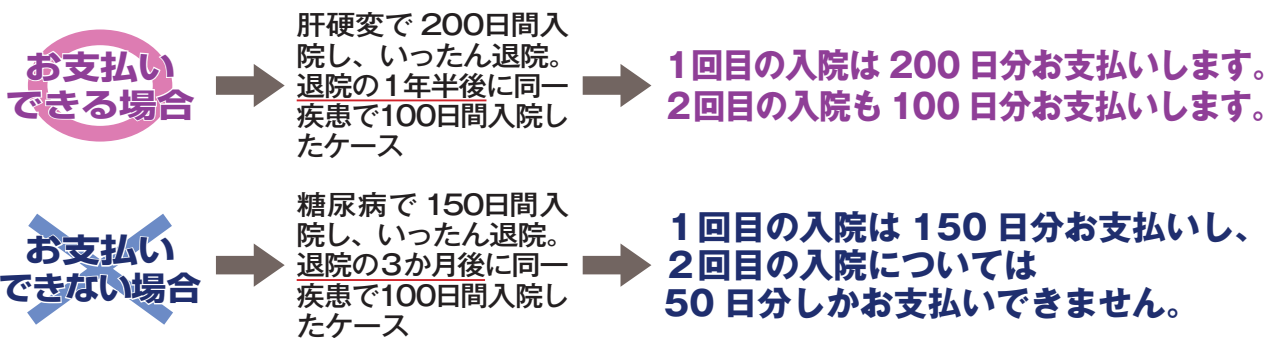 お支払い
できる場合
肝硬変で 200日間入
院し、いったん退院。
退院の1年半後に同一
疾患で100日間入院し
たケース
1回目の入院は 200 日分お支払いします。
2回目の入院も 100 日分お支払いします。
お支払い
できない場合
糖尿病で 150日間入
院し、いったん退院。
退院の3か月後に同一
疾患で100日間入院し
たケース
1回目の入院は 150 日分お支払いし、
2回目の入院については
50 日分しかお支払いできません。